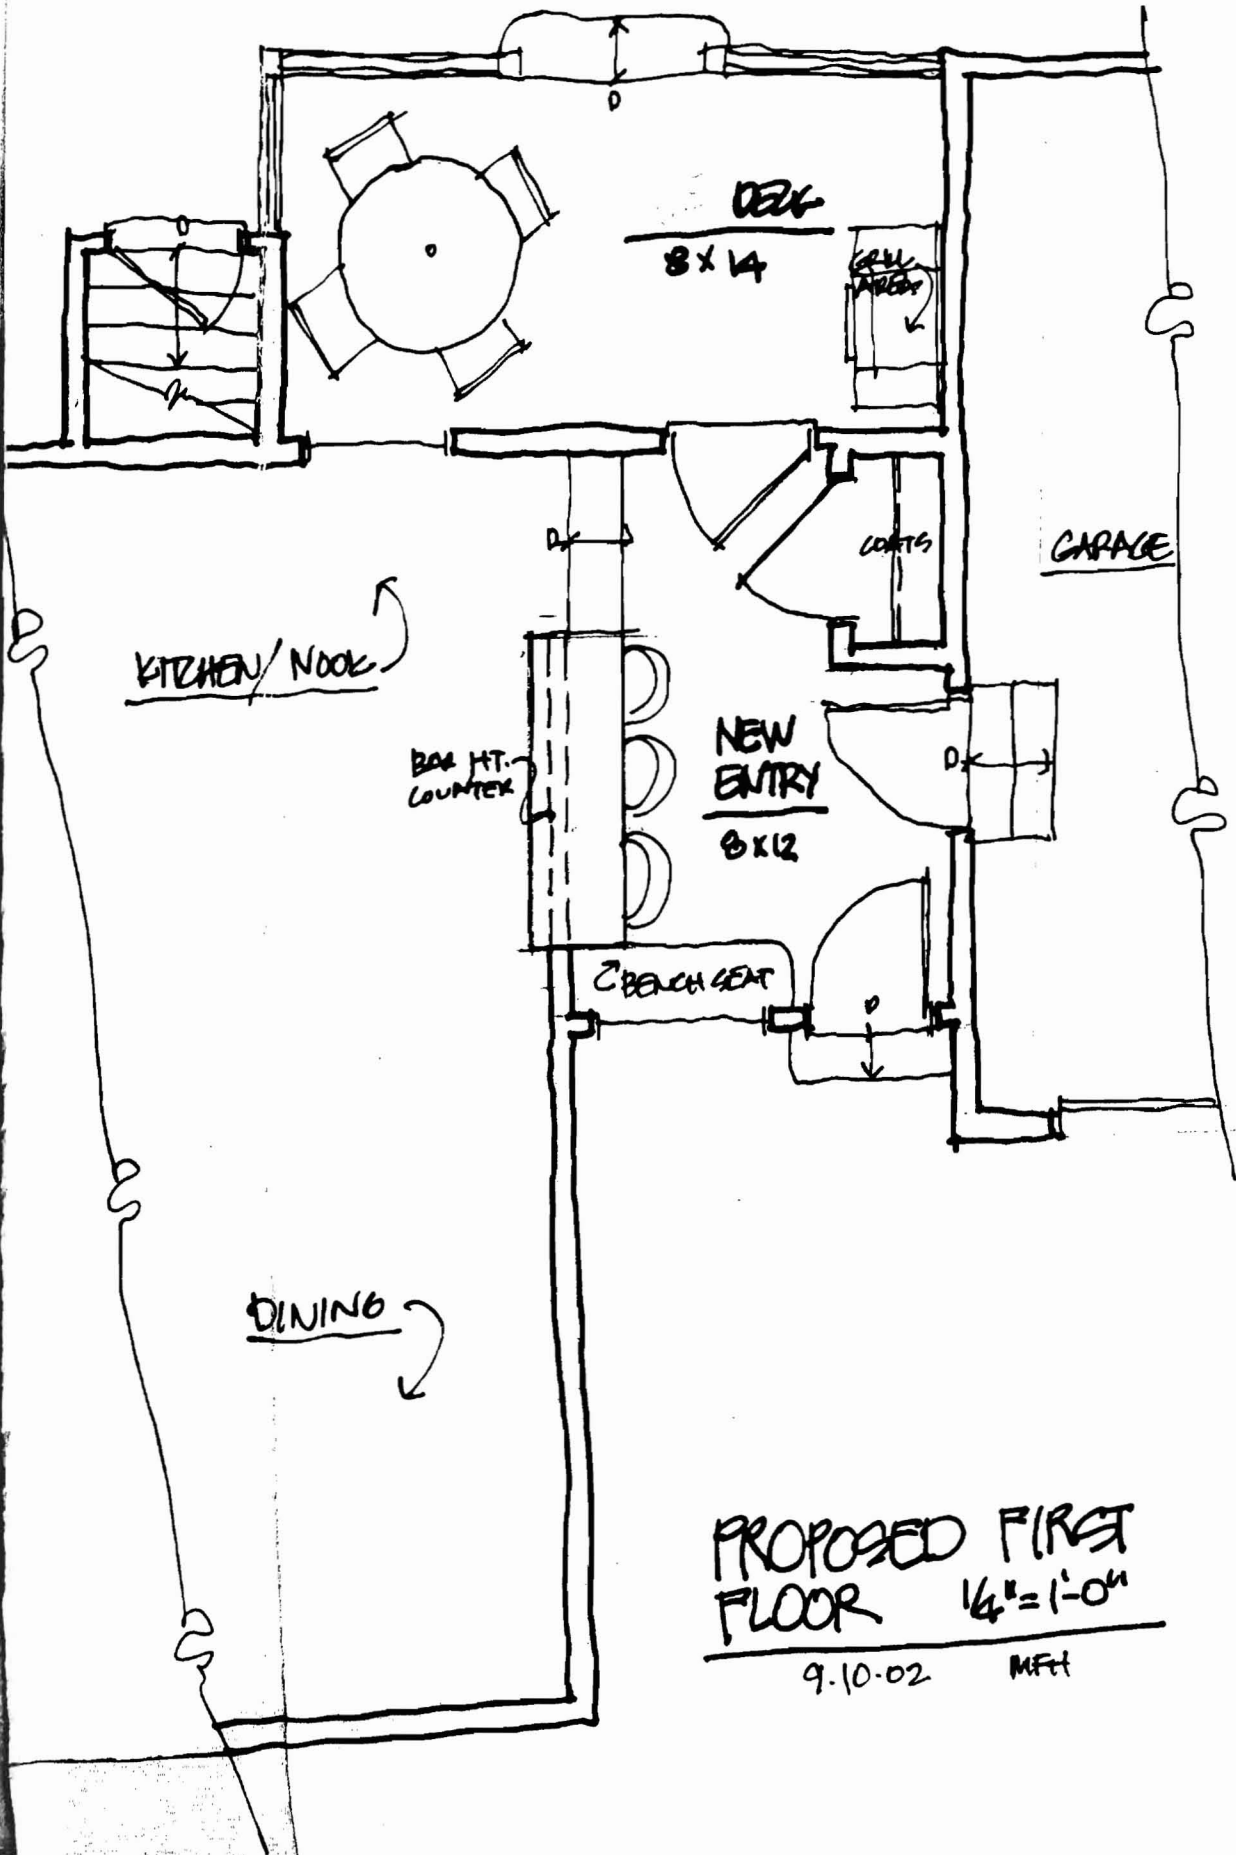 D
D
DECK
8 X 14
GRILL
AREA
D
COATS
GARAGE
KITCHEN/NOOK
BAR HT.
COUNTER
NEW
ENTRY
8 X 12
D
BENCH SEAT
D
DINING
PROPOSED FIRST
FLOOR 1/4"=1'-0"
9.10.02 MFH